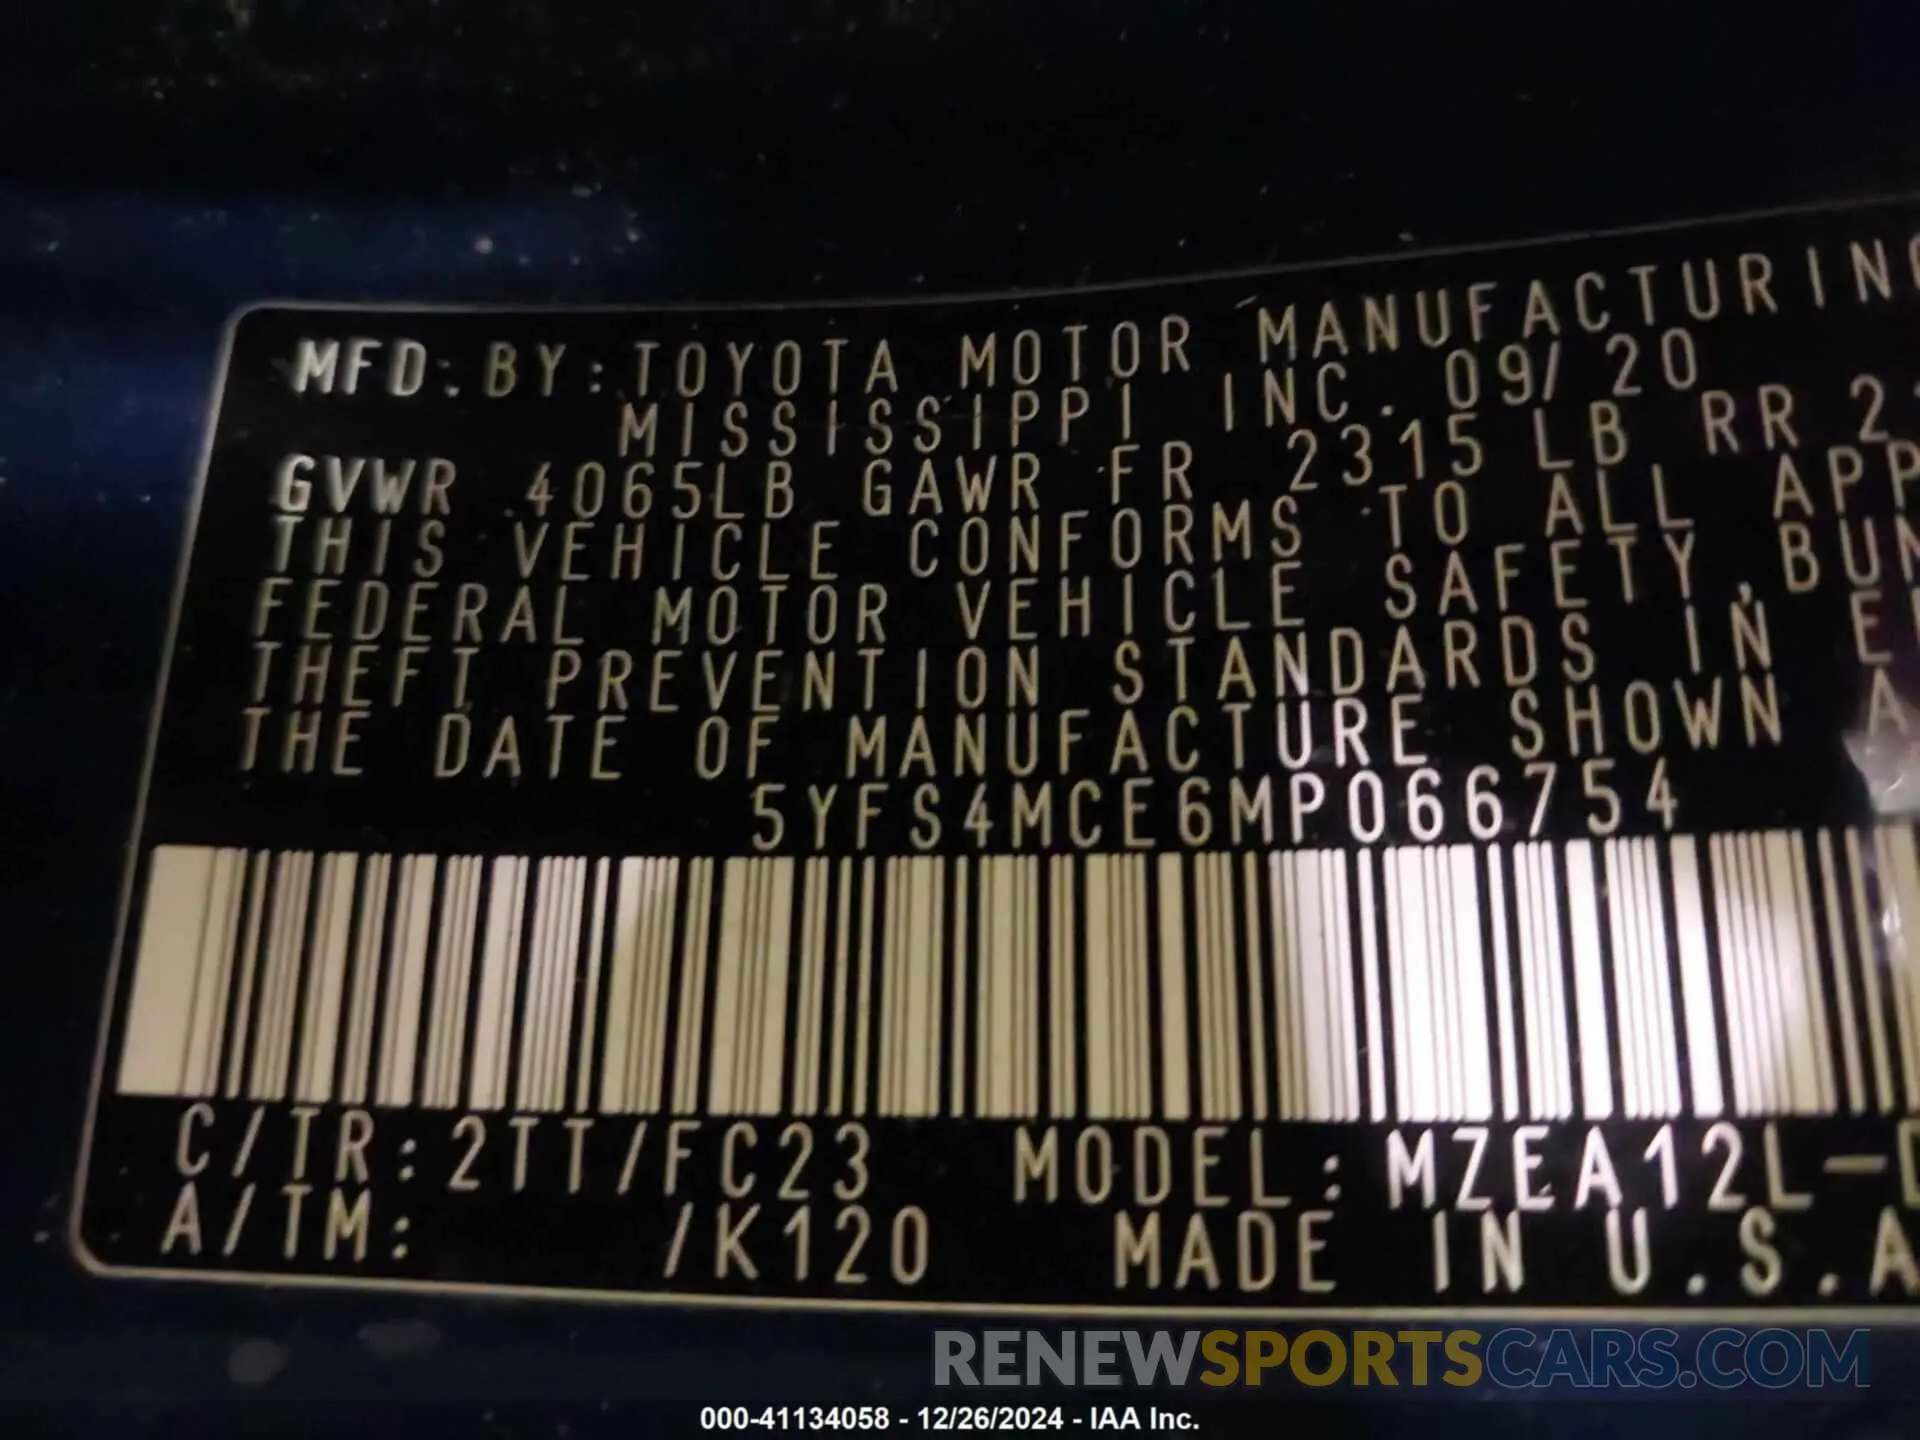 MFD. BY: TOYOTA MOTOR MANUFACTURING
MISSISSIPPI INC. 09/ 20
GVWR 4065LB GAWR FR 2315 LB RR
THIS VEHICLE CONFORMS TO ALL
FEDERAL MOTOR VEHICLE SAFETY,
THEFT PREVENTION STANDARDS IN
THE DATE OF MANUFACTURE SHOWN
5YFS4MCE6MP066754
C/TR: 2TT/FC23 MODEL: MZEA12L-
A/TM: /K120 MADE IN U.S.A
RENEWSPORTSCARS.COM
000-41134058 - 12/26/2024 - IAA Inc.